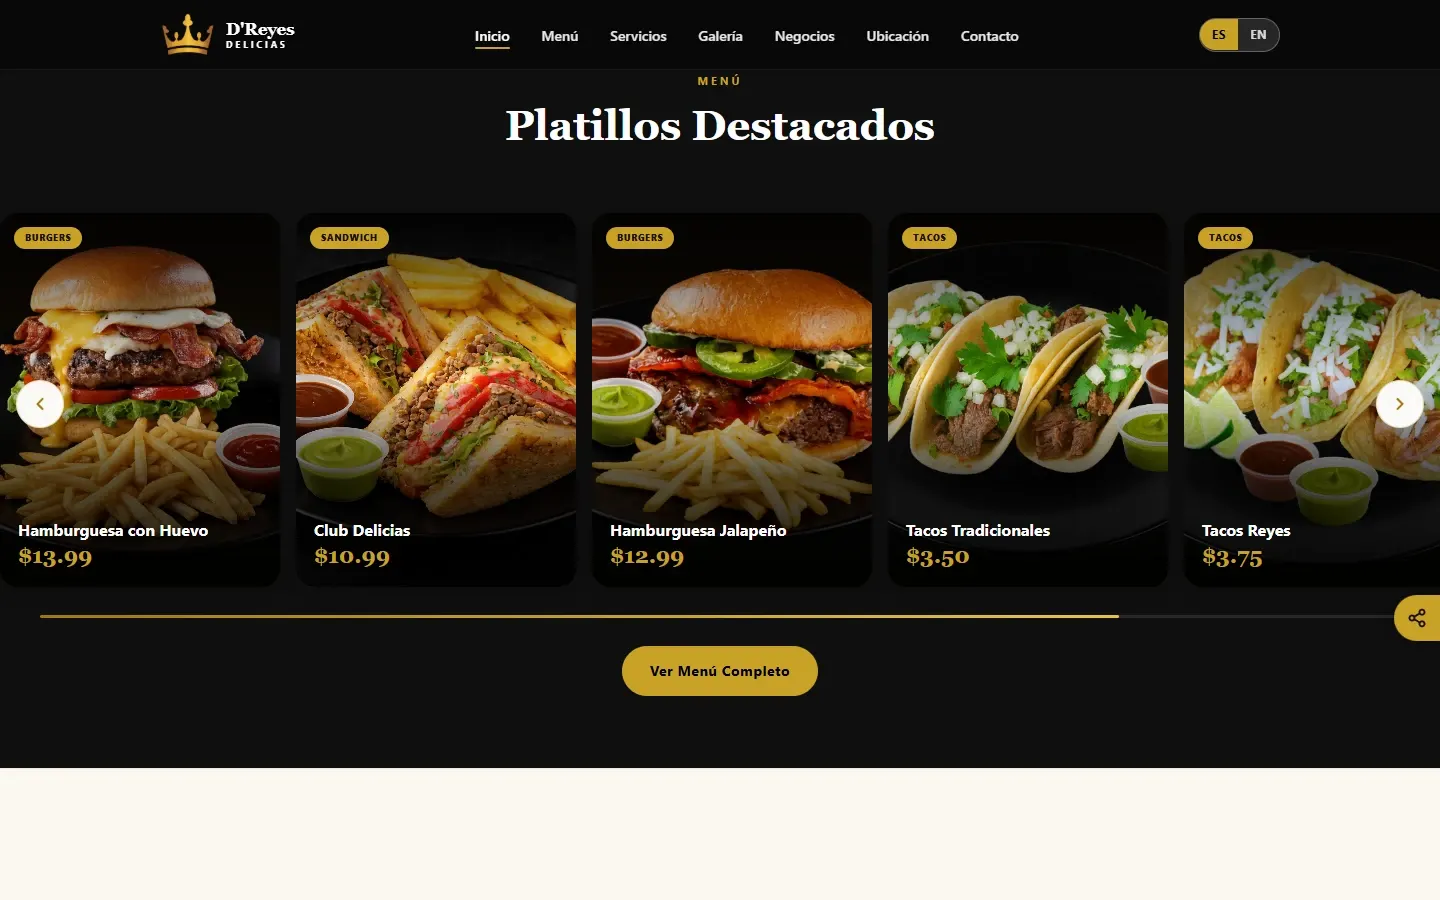 D'Reyes
DELICIAS
Inicio
Menú
Servicios
Galería
Negocios
Ubicación
Contacto
ES
EN
MENÚ
Platillos Destacados
BURGERS
SANDWICH
BURGERS
TACOS
TACOS
Hamburguesa con Huevo
$13.99
Club Delicias
$10.99
Hamburguesa Jalapeño
$12.99
Tacos Tradicionales
$3.50
Tacos Reyes
$3.75
Ver Menú Completo